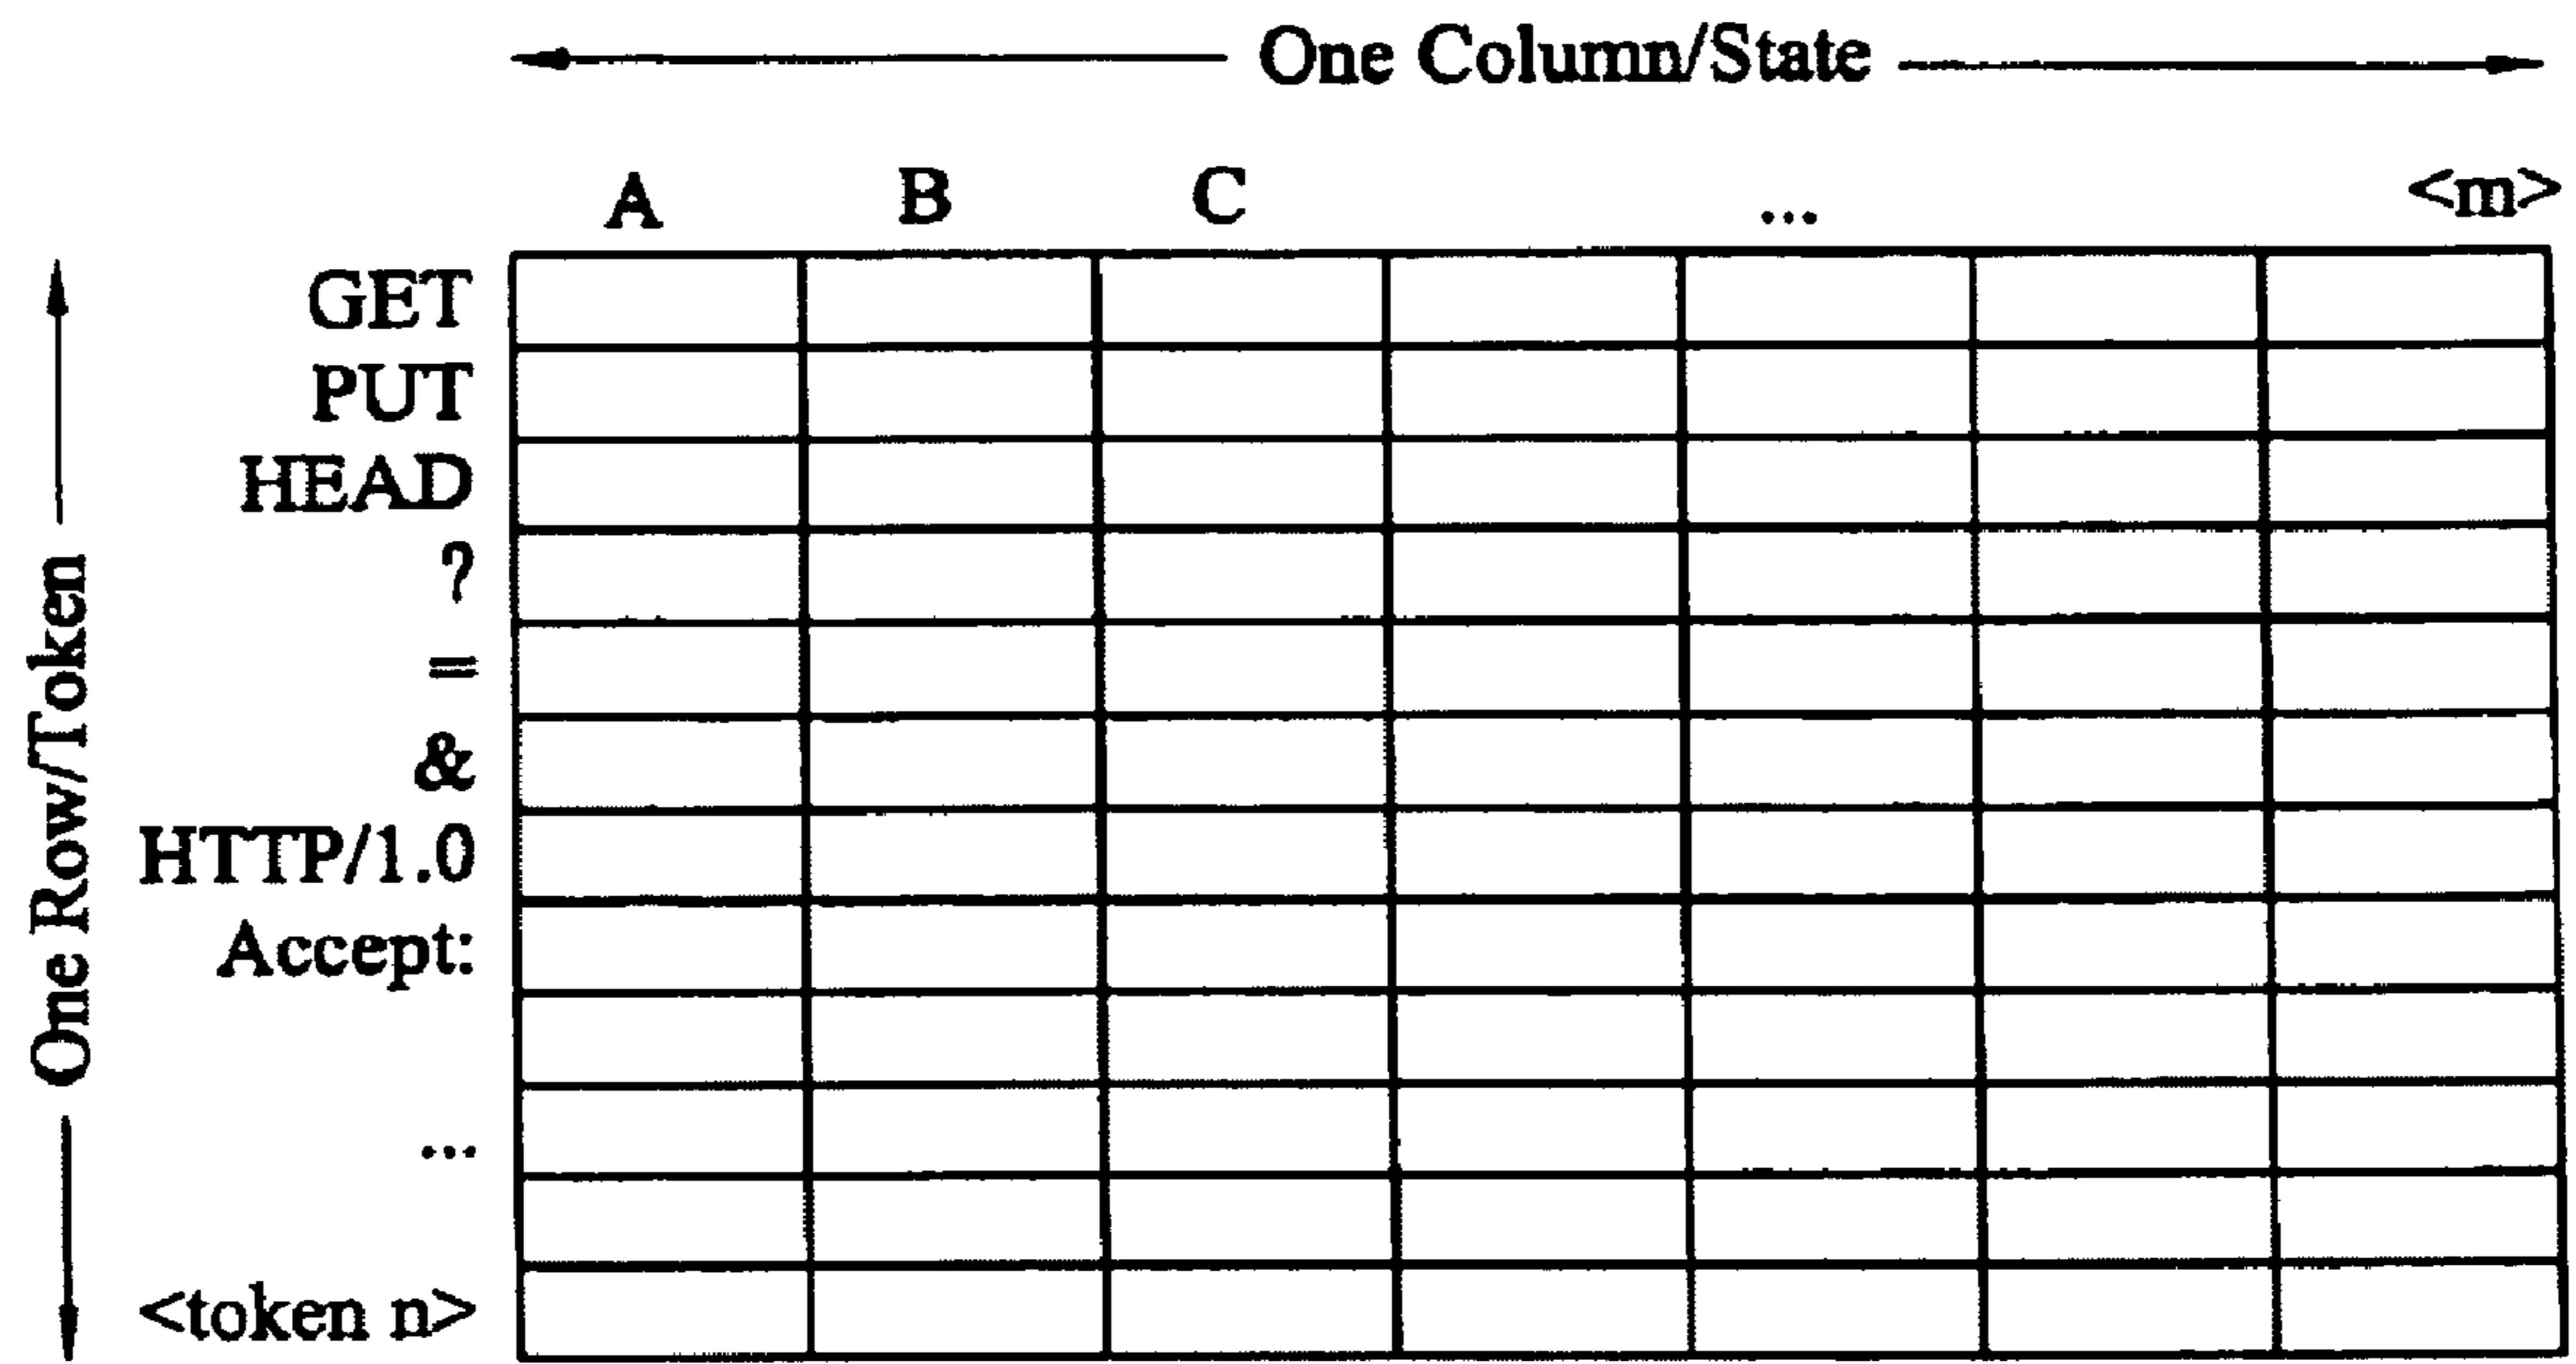 One Column/State
A B C ... <m>
One Row/Token
GET
PUT
HEAD
?
=
&
HTTP/1.0
Accept:
...
<token n>